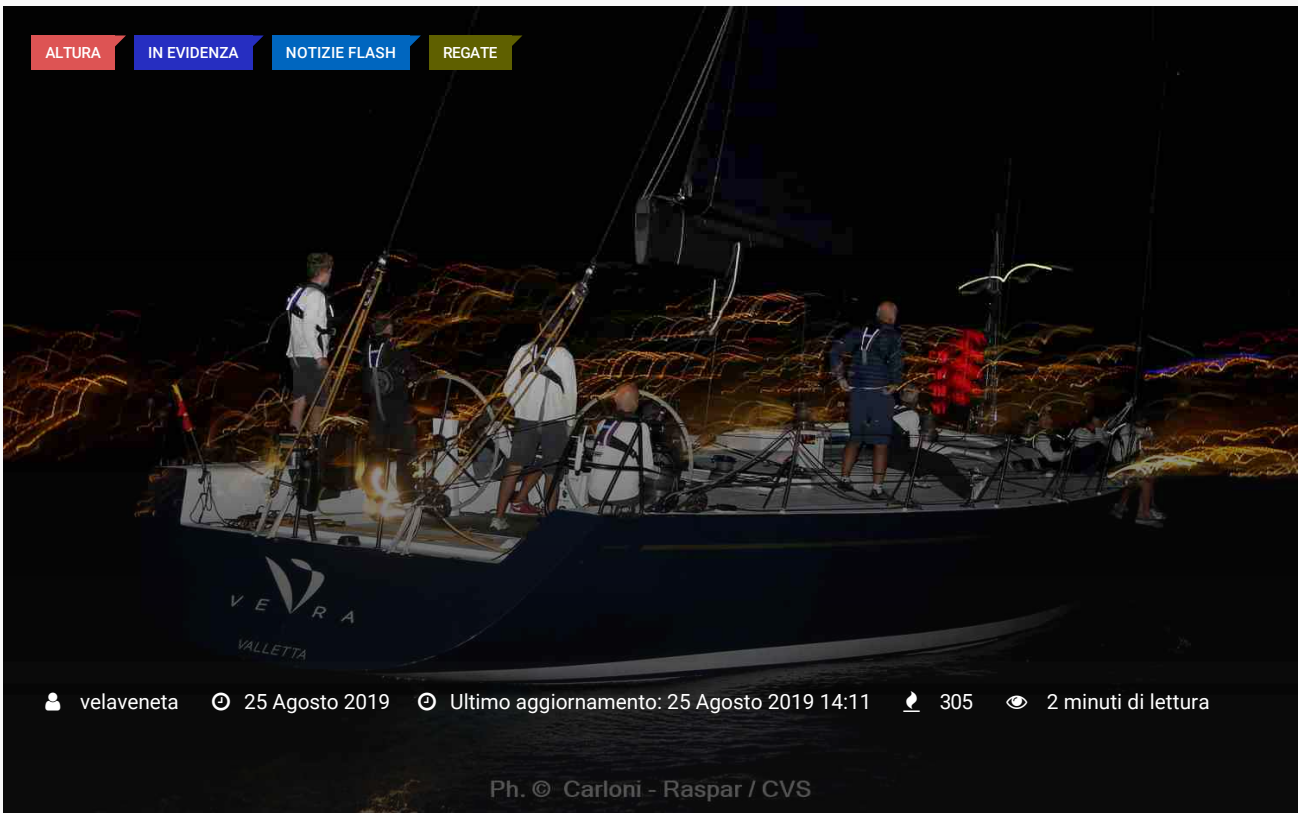 ALTURA IN EVIDENZA NOTIZIE FLASH REGATE
VEVRA
VALLETTA
velaveneta 25 Agosto 2019 Ultimo aggiornamento: 25 Agosto 2019 14:11 305 2 minuti di lettura
Ph. © Carloni - Raspar / CVS